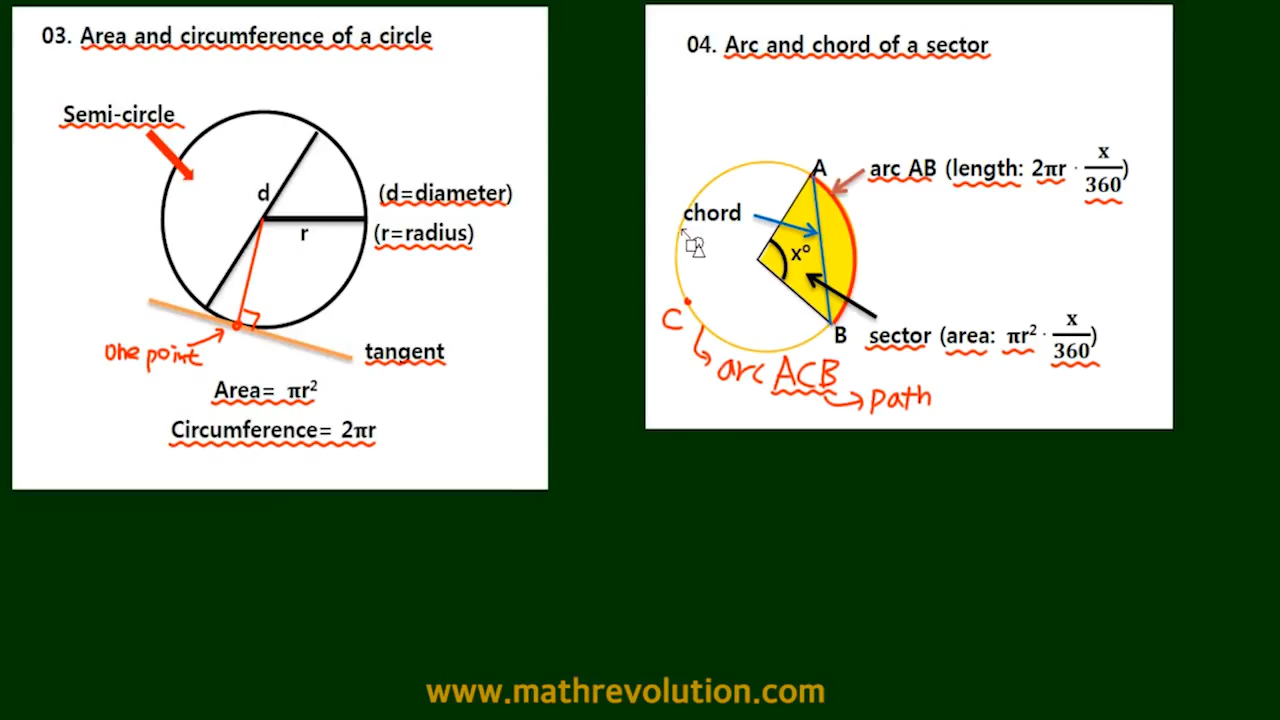 03. Area and circumference of a circle
Semi-circle
d
(d=diameter)
r
(r=radius)
One point
tangent
Area= πr²
Circumference= 2πr
04. Arc and chord of a sector
A
arc AB (length: 2πr · x/360)
chord
x°
C
B
sector (area: πr² · x/360)
arc ACB
path
www.mathrevolution.com